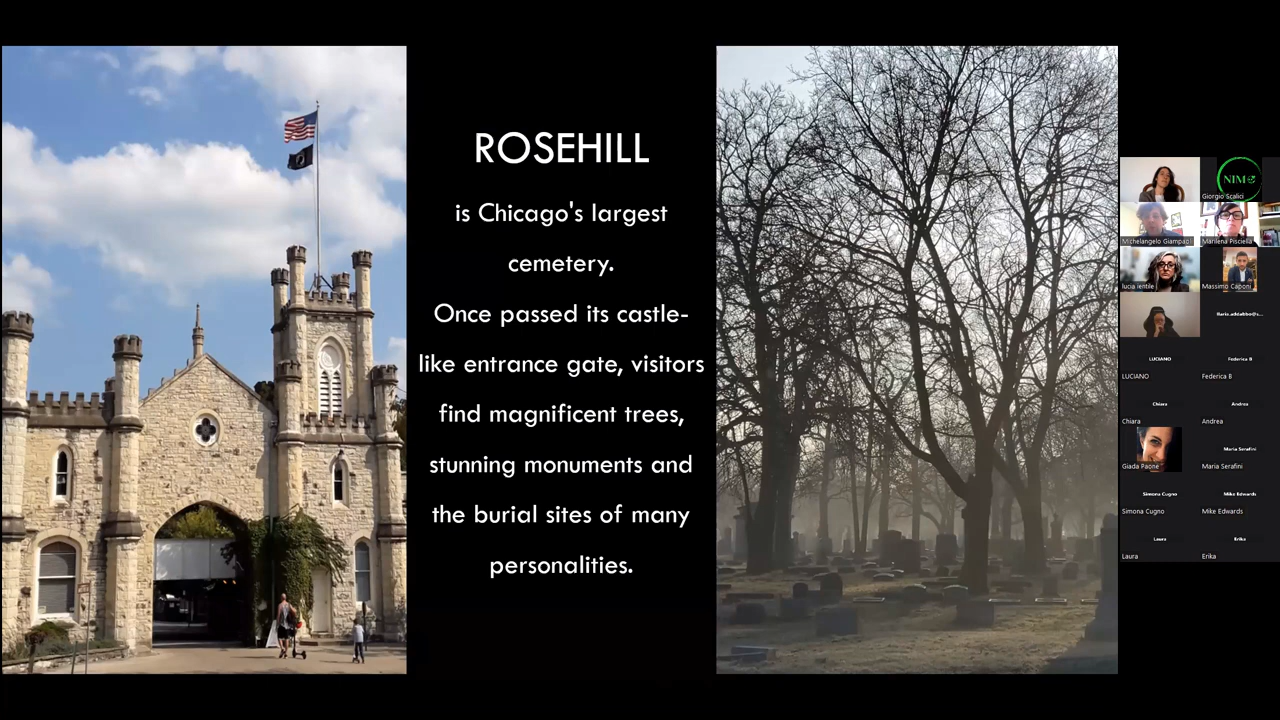 ROSEHILL
is Chicago's largest
cemetery.
Once passed its castle-
like entrance gate, visitors
find magnificent trees,
stunning monuments and
the burial sites of many
personalities.
NIM
Giorgio Scalici
Michelangelo Giampao
Marilena Pisciella
lucia ientile
Massimo Caponi
ilaria.addabbo@s...
LUCIANO
Federica B
LUCIANO
Federica B
Chiara
Andrea
Chiara
Andrea
Maria Serafini
Giada Paone
Maria Serafini
Simona Cugno
Mike Edwards
Simona Cugno
Mike Edwards
Laura
Erika
Laura
Erika